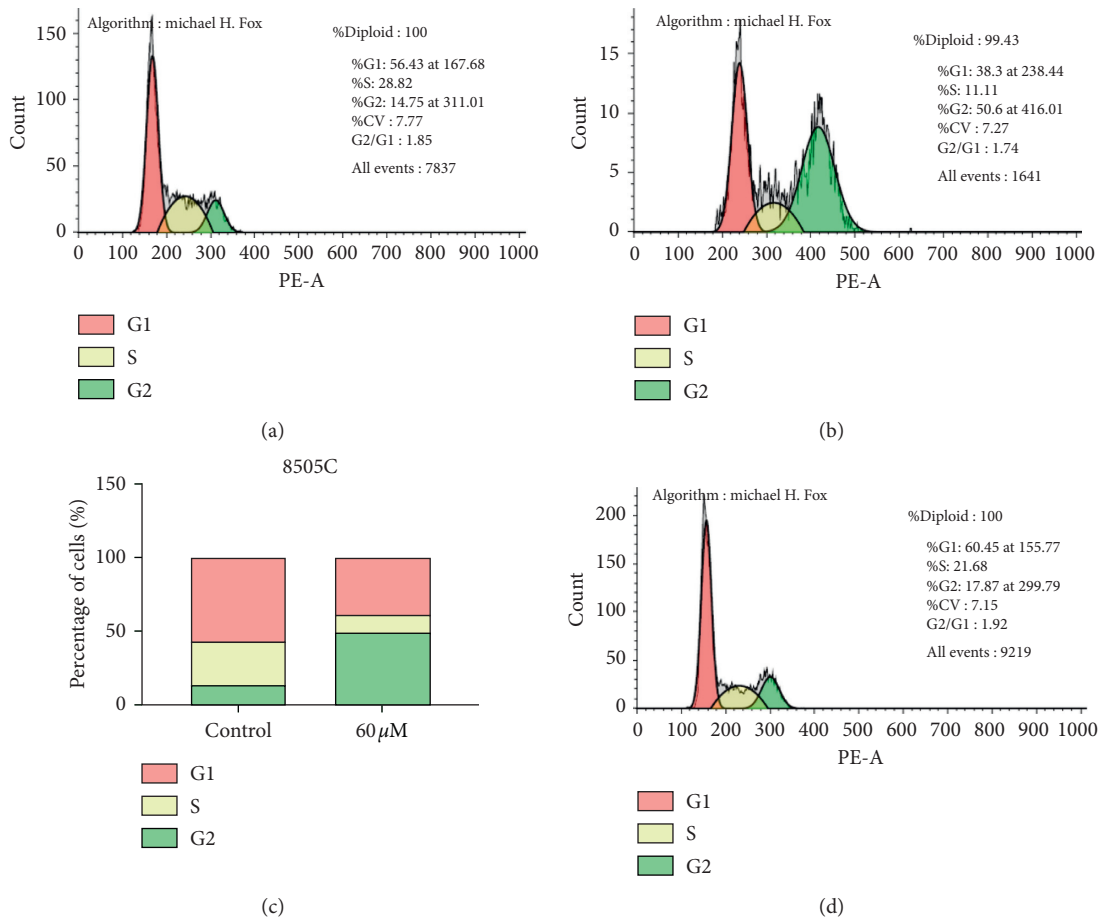 Algorithm : michael H. Fox
%Diploid : 100
%G1: 56.43 at 167.68
%S: 28.82
%G2: 14.75 at 311.01
%CV : 7.77
G2/G1 : 1.85
All events : 7837
150
100
50
0
Count
0 100 200 300 400 500 600 700 800 900 1000
PE-A
G1
S
G2
(a)
Algorithm : michael H. Fox
%Diploid : 99.43
%G1: 38.3 at 238.44
%S: 11.11
%G2: 50.6 at 416.01
%CV : 7.27
G2/G1 : 1.74
All events : 1641
15
10
5
0
Count
0 100 200 300 400 500 600 700 800 900 1000
PE-A
G1
S
G2
(b)
8505C
150
100
50
0
Percentage of cells (%)
Control 60 μM
G1
S
G2
(c)
Algorithm : michael H. Fox
%Diploid : 100
%G1: 60.45 at 155.77
%S: 21.68
%G2: 17.87 at 299.79
%CV : 7.15
G2/G1 : 1.92
All events : 9219
200
150
100
50
0
Count
0 100 200 300 400 500 600 700 800 900 1000
PE-A
G1
S
G2
(d)